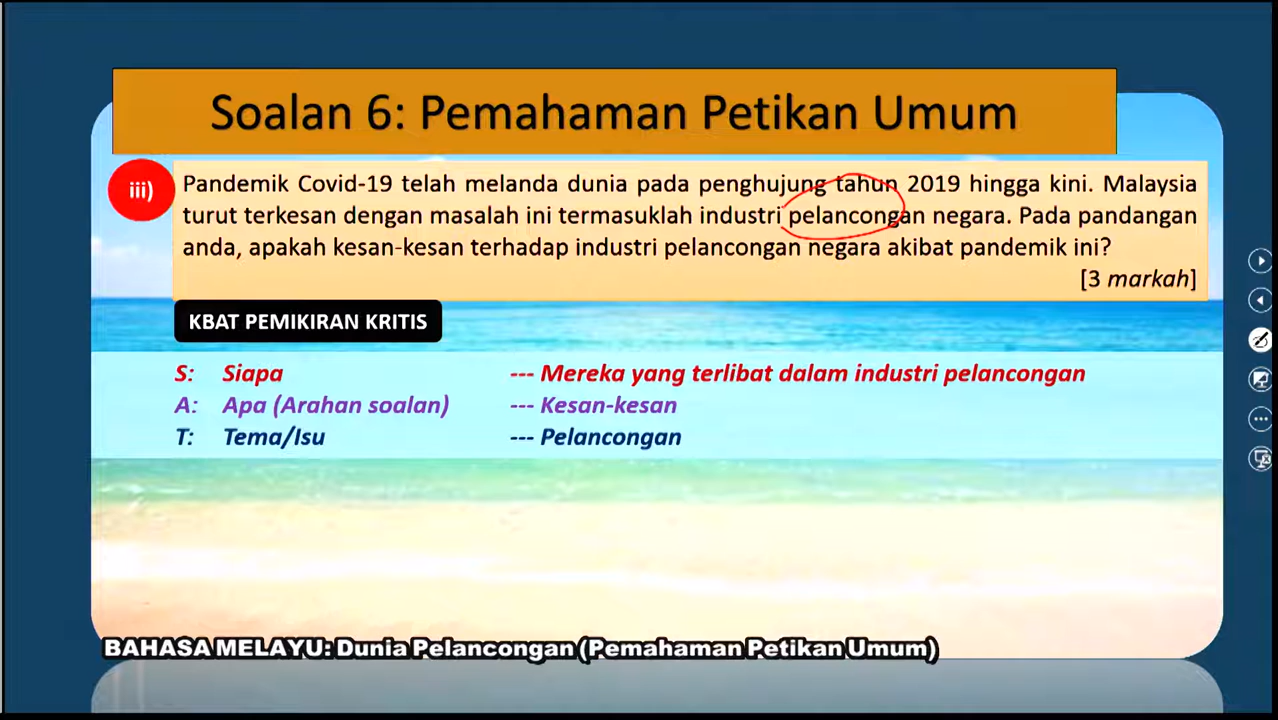 Soalan 6: Pemahaman Petikan Umum
iii)
Pandemik Covid-19 telah melanda dunia pada penghujung tahun 2019 hingga kini. Malaysia
turut terkesan dengan masalah ini termasuklah industri pelancongan negara. Pada pandangan
anda, apakah kesan-kesan terhadap industri pelancongan negara akibat pandemik ini?
[3 markah]
KBAT PEMIKIRAN KRITIS
S: Siapa --- Mereka yang terlibat dalam industri pelancongan
A: Apa (Arahan soalan) --- Kesan-kesan
T: Tema/Isu --- Pelancongan
BAHASA MELAYU: Dunia Pelancongan (Pemahaman Petikan Umum)